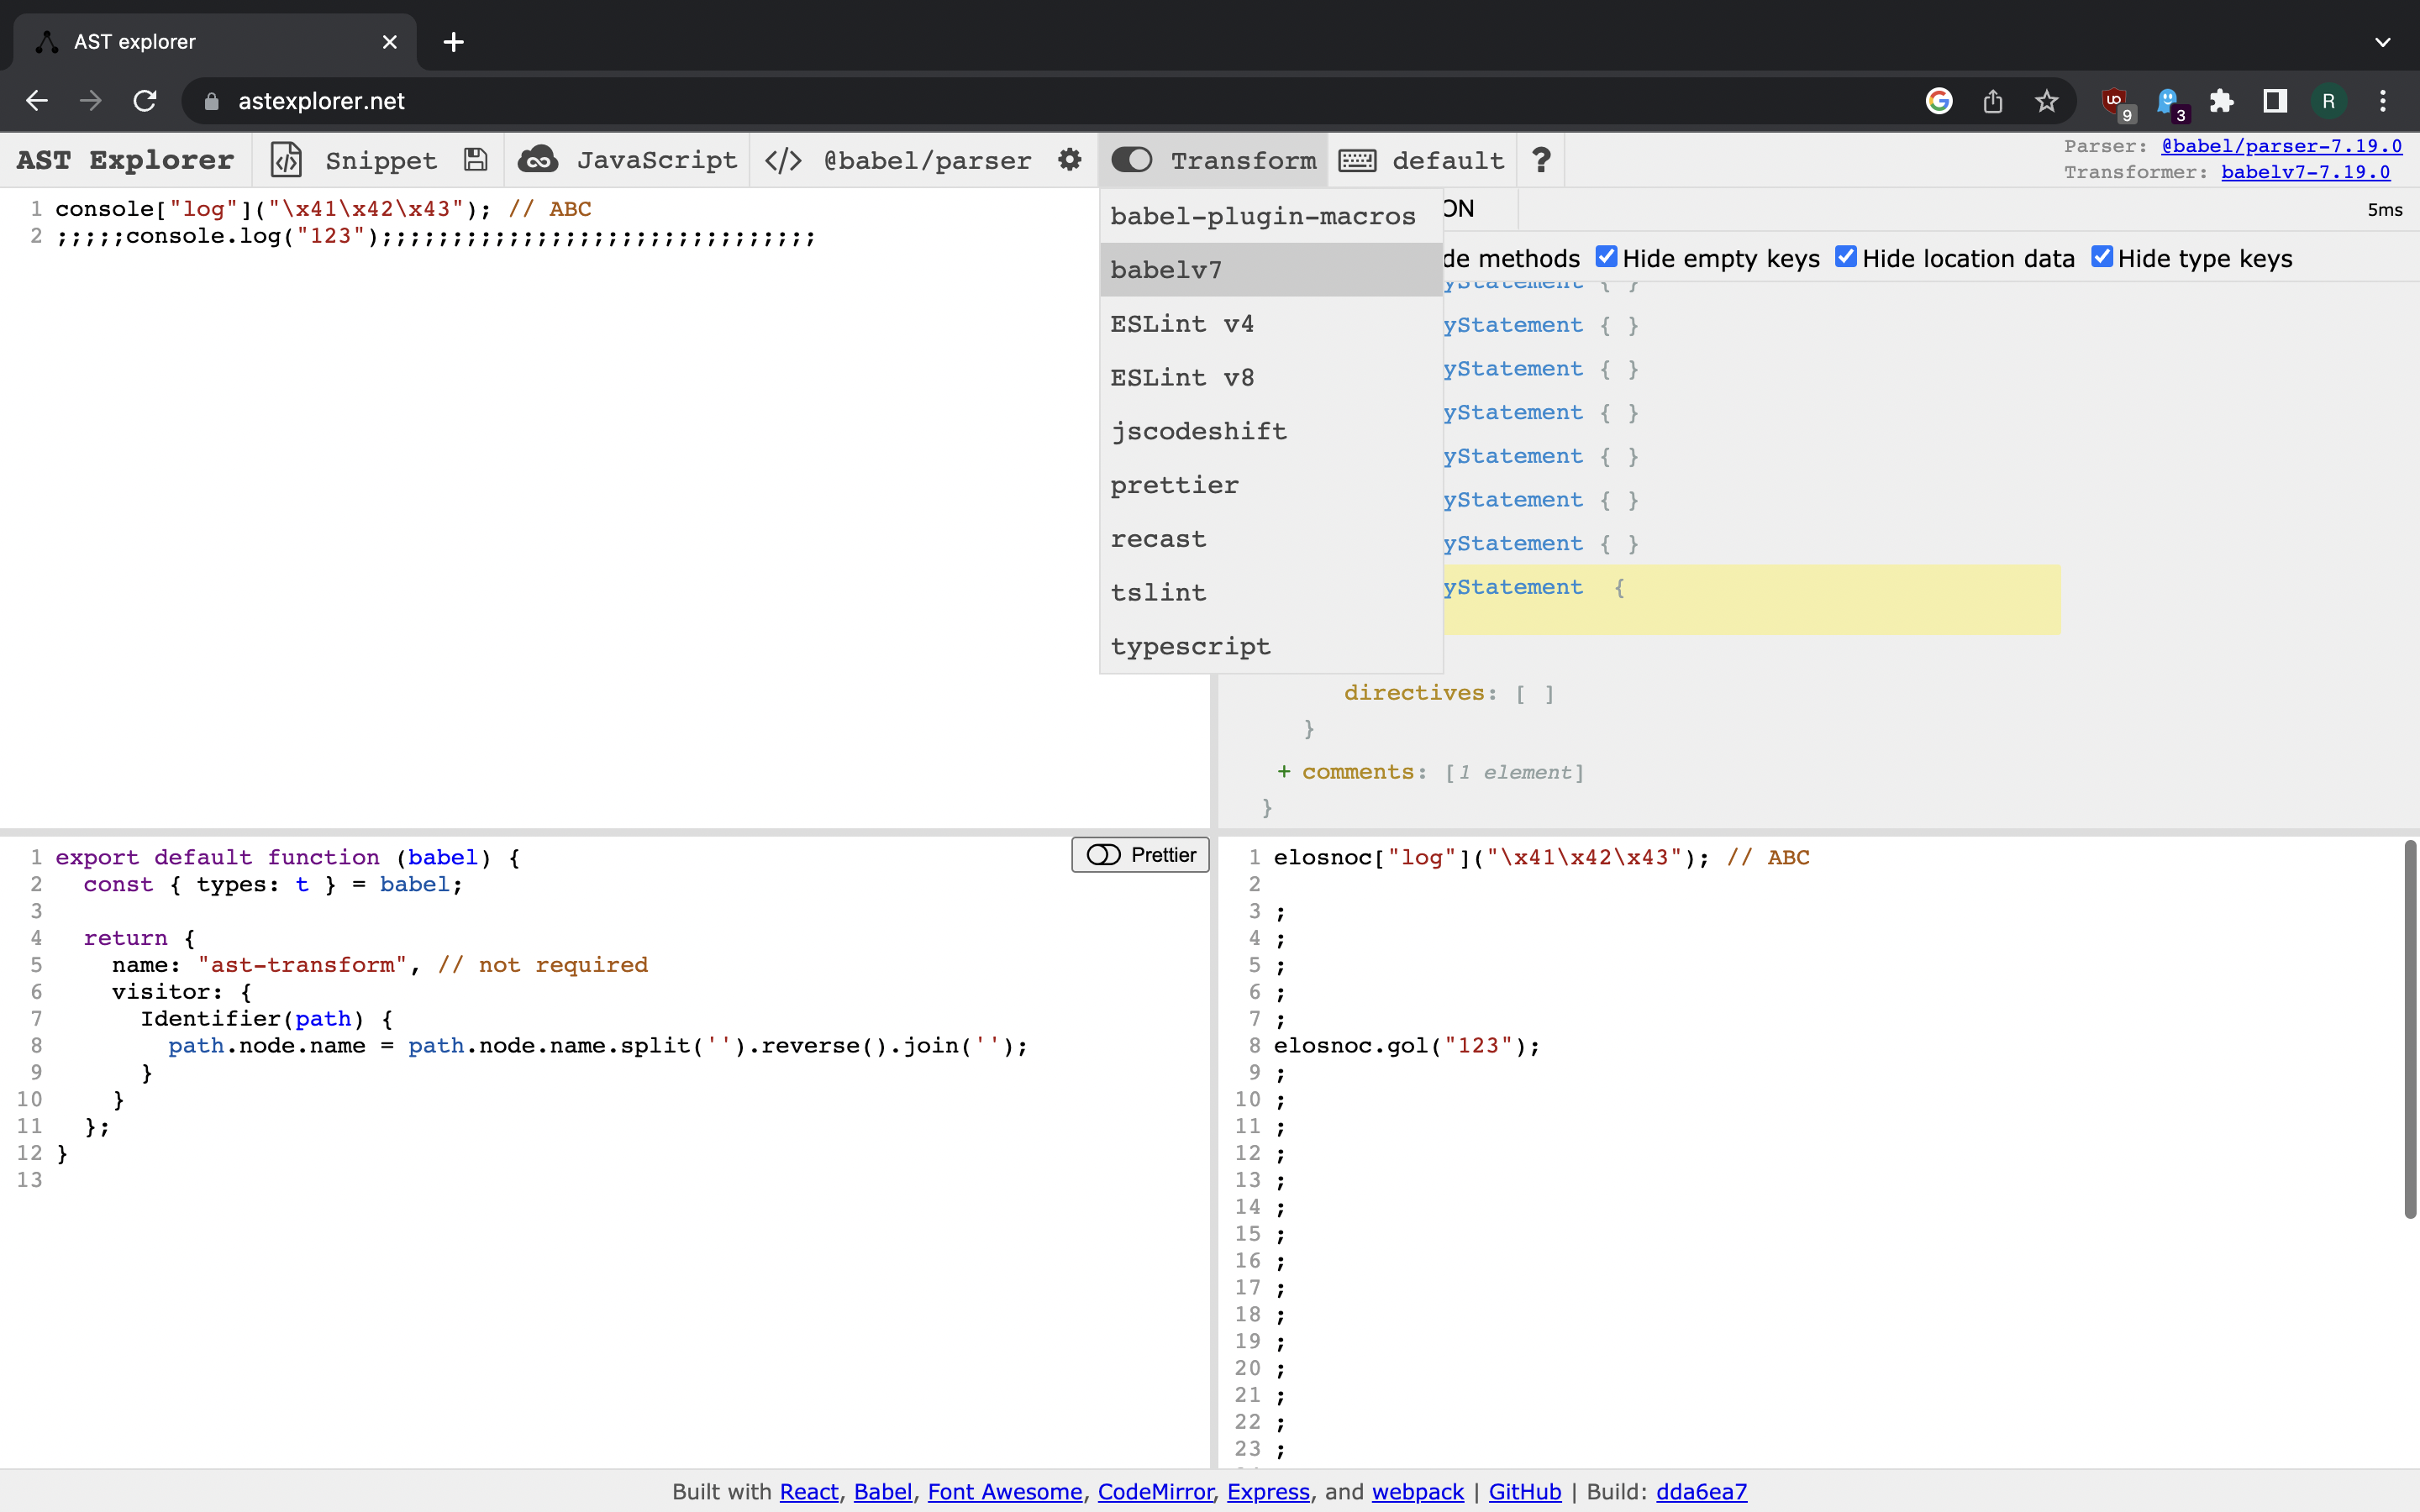 AST explorer
astexplorer.net
9
3
R
AST Explorer
Snippet
JavaScript
</> @babel/parser
Transform
default
?
Parser: @babel/parser-7.19.0
Transformer: babelv7-7.19.0
1 console["log"]("\x41\x42\x43"); // ABC
2 ;;;;;console.log("123");;;;;;;;;;;;;;;;;;;;;;;;;;;;;;;
babel-plugin-macros
babelv7
ESLint v4
ESLint v8
jscodeshift
prettier
recast
tslint
typescript
ON
5ms
de methods
Hide empty keys
Hide location data
Hide type keys
yStatement { }
yStatement { }
yStatement { }
yStatement { }
yStatement { }
yStatement { }
yStatement { }
yStatement {
directives: [ ]
}
+ comments: [1 element]
}
Prettier
1 export default function (babel) {
2 const { types: t } = babel;
3
4 return {
5 name: "ast-transform", // not required
6 visitor: {
7 Identifier(path) {
8 path.node.name = path.node.name.split('').reverse().join('');
9 }
10 }
11 };
12 }
13
1 elosnoc["log"]("\x41\x42\x43"); // ABC
2
3 ;
4 ;
5 ;
6 ;
7 ;
8 elosnoc.gol("123");
9 ;
10 ;
11 ;
12 ;
13 ;
14 ;
15 ;
16 ;
17 ;
18 ;
19 ;
20 ;
21 ;
22 ;
23 ;
Built with React, Babel, Font Awesome, CodeMirror, Express, and webpack | GitHub | Build: dda6ea7